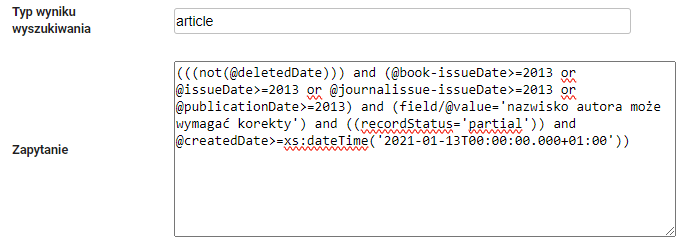 Typ wyniku
wyszukiwania
article
(((not(@deletedDate))) and (@book-issueDate>=2013 or
@issueDate>=2013 or @journalissue-issueDate>=2013 or
@publicationDate>=2013) and (field/@value='nazwisko autora może
wymagać korekty') and ((recordStatus='partial')) and
@createdDate>=xs:dateTime('2021-01-13T00:00:00.000+01:00'))
Zapytanie